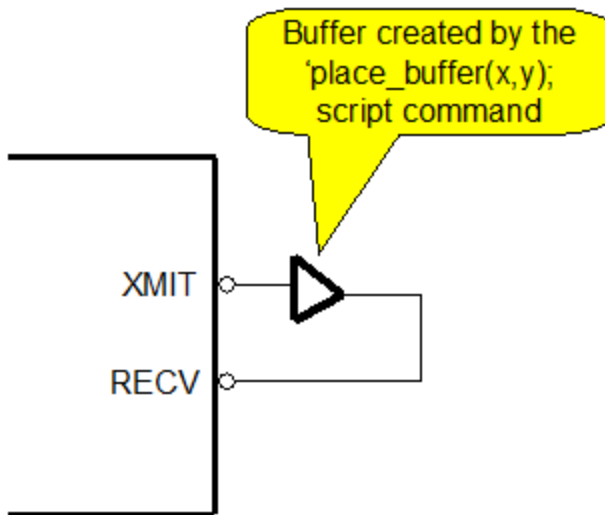 Buffer created by the
‘place_buffer(x,y);
script command
XMIT
RECV